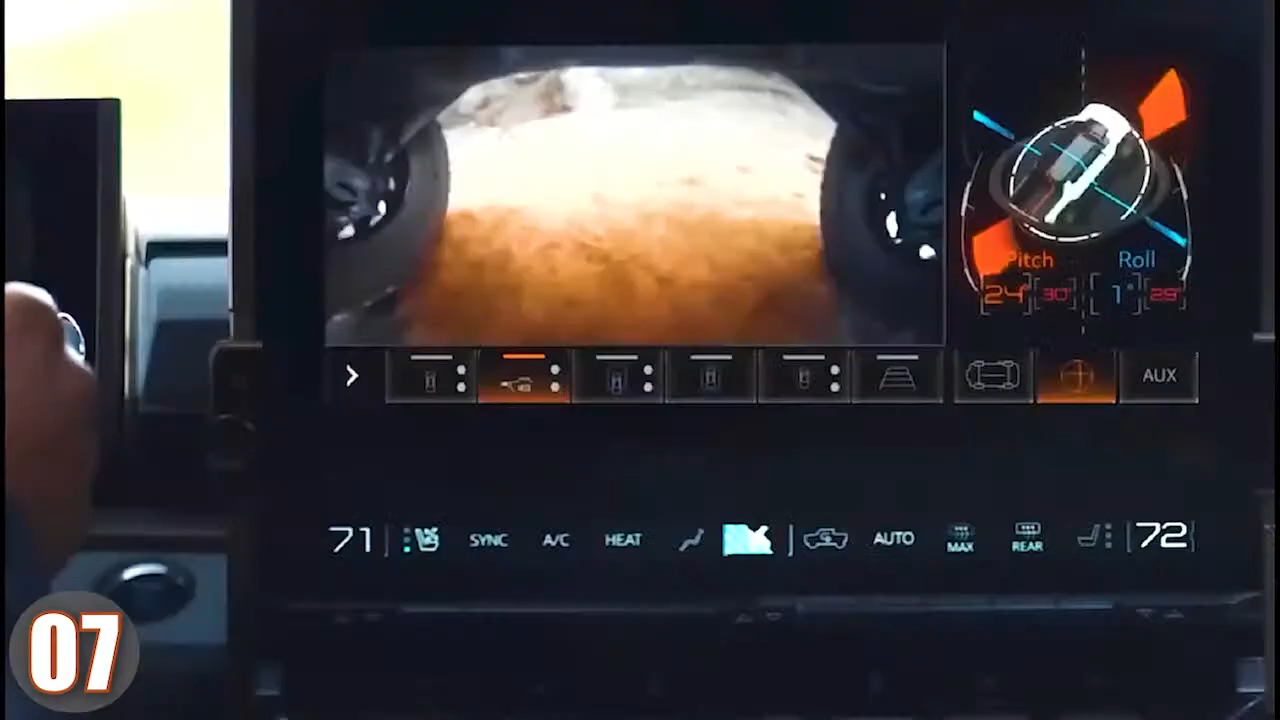 Pitch Roll
24° 30° 1° 29°
AUX
71 SYNC A/C HEAT AUTO MAX REAR 72
07